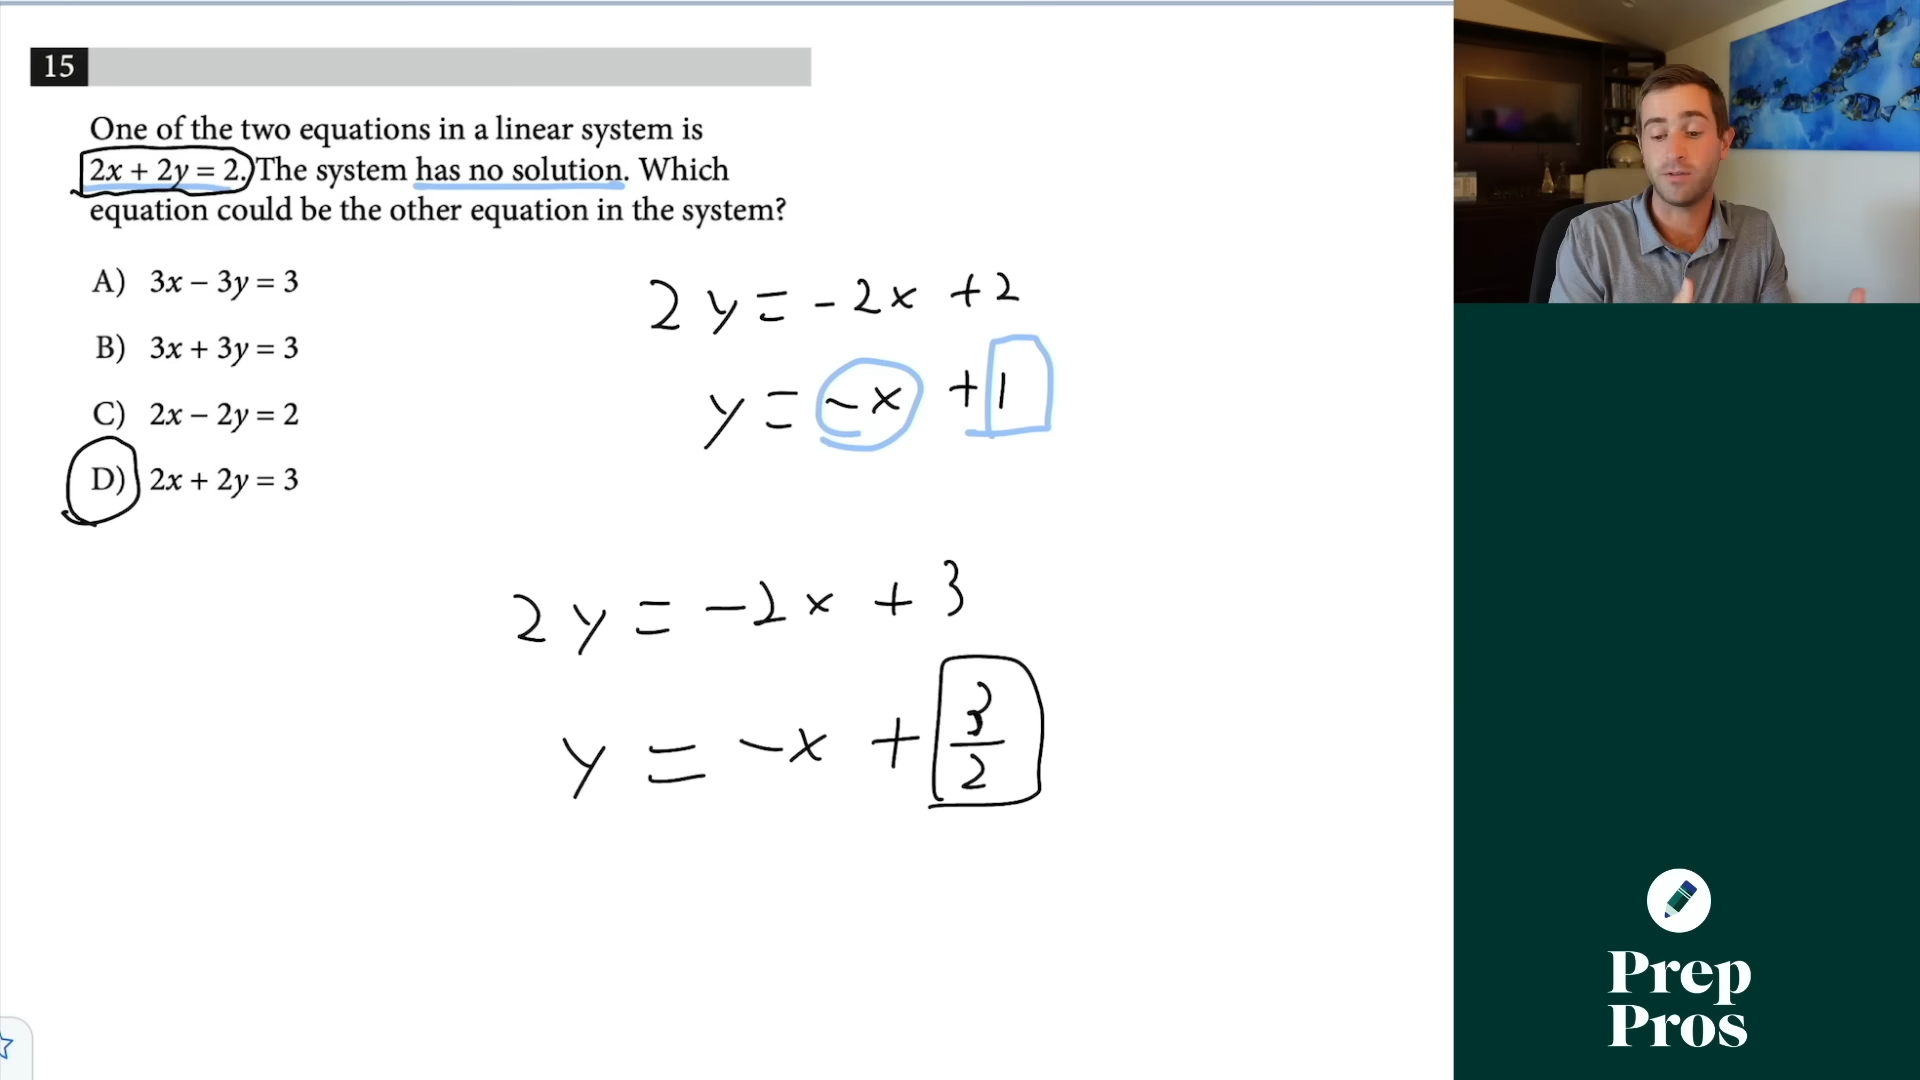 15
One of the two equations in a linear system is
2x + 2y = 2. The system has no solution. Which
equation could be the other equation in the system?
A) 3x – 3y = 3
B) 3x + 3y = 3
C) 2x – 2y = 2
D) 2x + 2y = 3
2y = -2x + 2
y = -x + 1
2y = -2x + 3
y = -x + 3/2
Prep
Pros